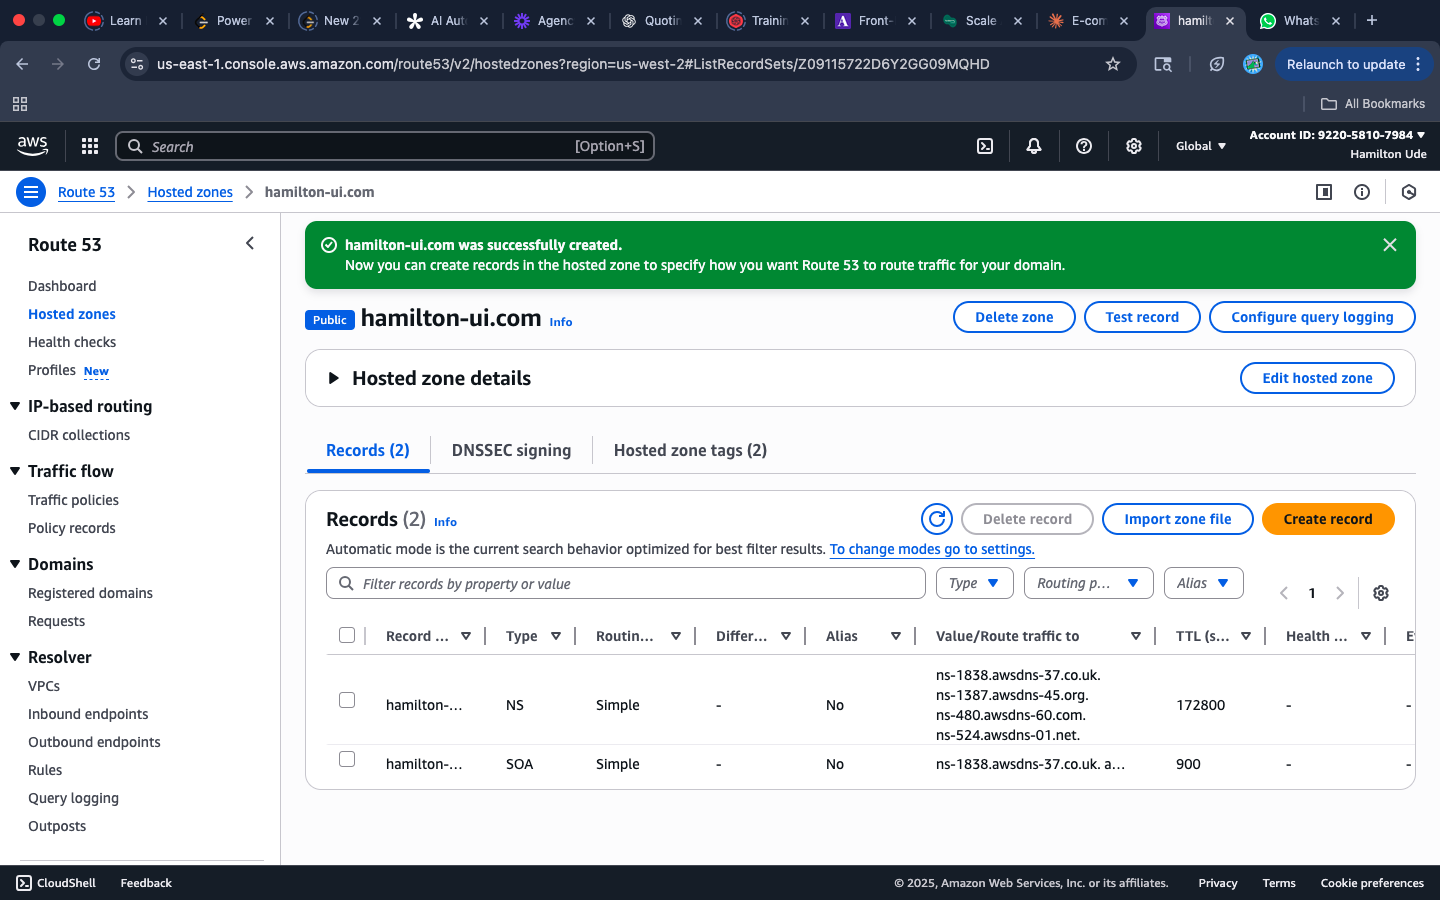 Learn
Power
New 2
AI Aut
Agenc
Quotin
Trainin
Front-
Scale
E-com
hamilt
Whats
us-east-1.console.aws.amazon.com/route53/v2/hostedzones?region=us-west-2#ListRecordSets/Z09115722D6Y2GG09MQHD
Relaunch to update
All Bookmarks
aws
Search
[Option+S]
Global
Account ID: 9220-5810-7984
Hamilton Ude
Route 53
Hosted zones
hamilton-ui.com
Route 53
Dashboard
Hosted zones
Health checks
Profiles New
IP-based routing
CIDR collections
Traffic flow
Traffic policies
Policy records
Domains
Registered domains
Requests
Resolver
VPCs
Inbound endpoints
Outbound endpoints
Rules
Query logging
Outposts
hamilton-ui.com was successfully created.
Now you can create records in the hosted zone to specify how you want Route 53 to route traffic for your domain.
Public hamilton-ui.com Info
Delete zone
Test record
Configure query logging
Hosted zone details
Edit hosted zone
Records (2)
DNSSEC signing
Hosted zone tags (2)
Records (2) Info
Delete record
Import zone file
Create record
Automatic mode is the current search behavior optimized for best filter results. To change modes go to settings.
Filter records by property or value
Type
Routing p...
Alias
1
Record ...
Type
Routin...
Differ...
Alias
Value/Route traffic to
TTL (s...
Health ...
hamilton-...
NS
Simple
-
No
ns-1838.awsdns-37.co.uk.
ns-1387.awsdns-45.org.
ns-480.awsdns-60.com.
ns-524.awsdns-01.net.
172800
-
-
hamilton-...
SOA
Simple
-
No
ns-1838.awsdns-37.co.uk. a...
900
-
-
CloudShell
Feedback
© 2025, Amazon Web Services, Inc. or its affiliates.
Privacy
Terms
Cookie preferences